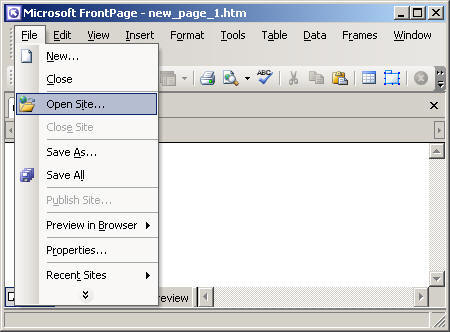 Microsoft FrontPage - new_page_1.htm
File Edit View Insert Format Tools Table Data Frames Window
New...
Close
Open Site...
Close Site
Save As...
Save All
Publish Site...
Preview in Browser
Properties...
Recent Sites
review